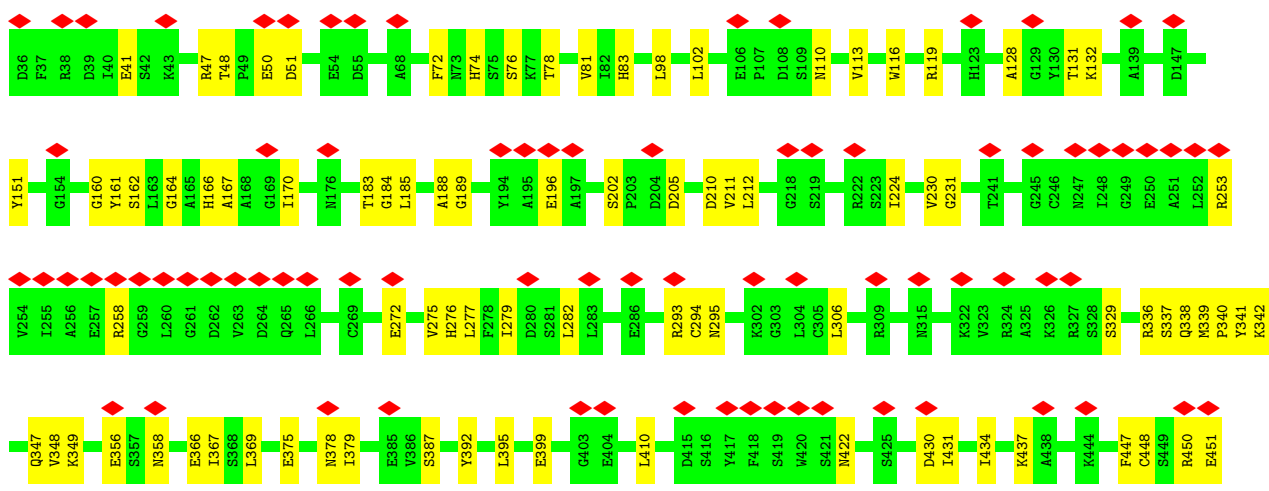 D36 F37 R38 D39 I40 E41 S42 K43 R47 T48 P49 E50 D51 E54 D55 A68 F72 N73 H74 S75 S76 K77 T78 V81 I82 H83 L98 L102 E106 P107 D108 S109 N110 V113 W116 R119 H123 A128 G129 Y130 T131 K132 A139 D147
Y151 G154 G160 Y161 S162 L163 G164 A165 H166 A167 A168 G169 I170 N176 T183 G184 L185 A188 G189 Y194 A195 E196 A197 S202 P203 D204 D205 D210 V211 L212 G218 S219 R222 S223 I224 V230 G231 T241 G245 C246 N247 I248 G249 E250 A251 L252 R253
V254 I255 A256 E257 R258 G259 L260 G261 D262 V263 D264 Q265 L266 C269 E272 V275 H276 L277 F278 I279 D280 S281 L282 L283 E286 R293 C294 N295 K302 G303 L304 C305 L306 R309 N315 K322 V323 R324 A325 K326 R327 S328 S329 R336 S337 Q338 M339 P340 Y341 K342
Q347 V348 K349 E356 S357 N358 E366 I367 S368 L369 E375 N378 I379 E385 V386 S387 Y392 L395 E399 G403 E404 L410 D415 S416 Y417 F418 S419 W420 S421 N422 S425 D430 I431 I434 K437 A438 K444 F447 C448 S449 R450 E451